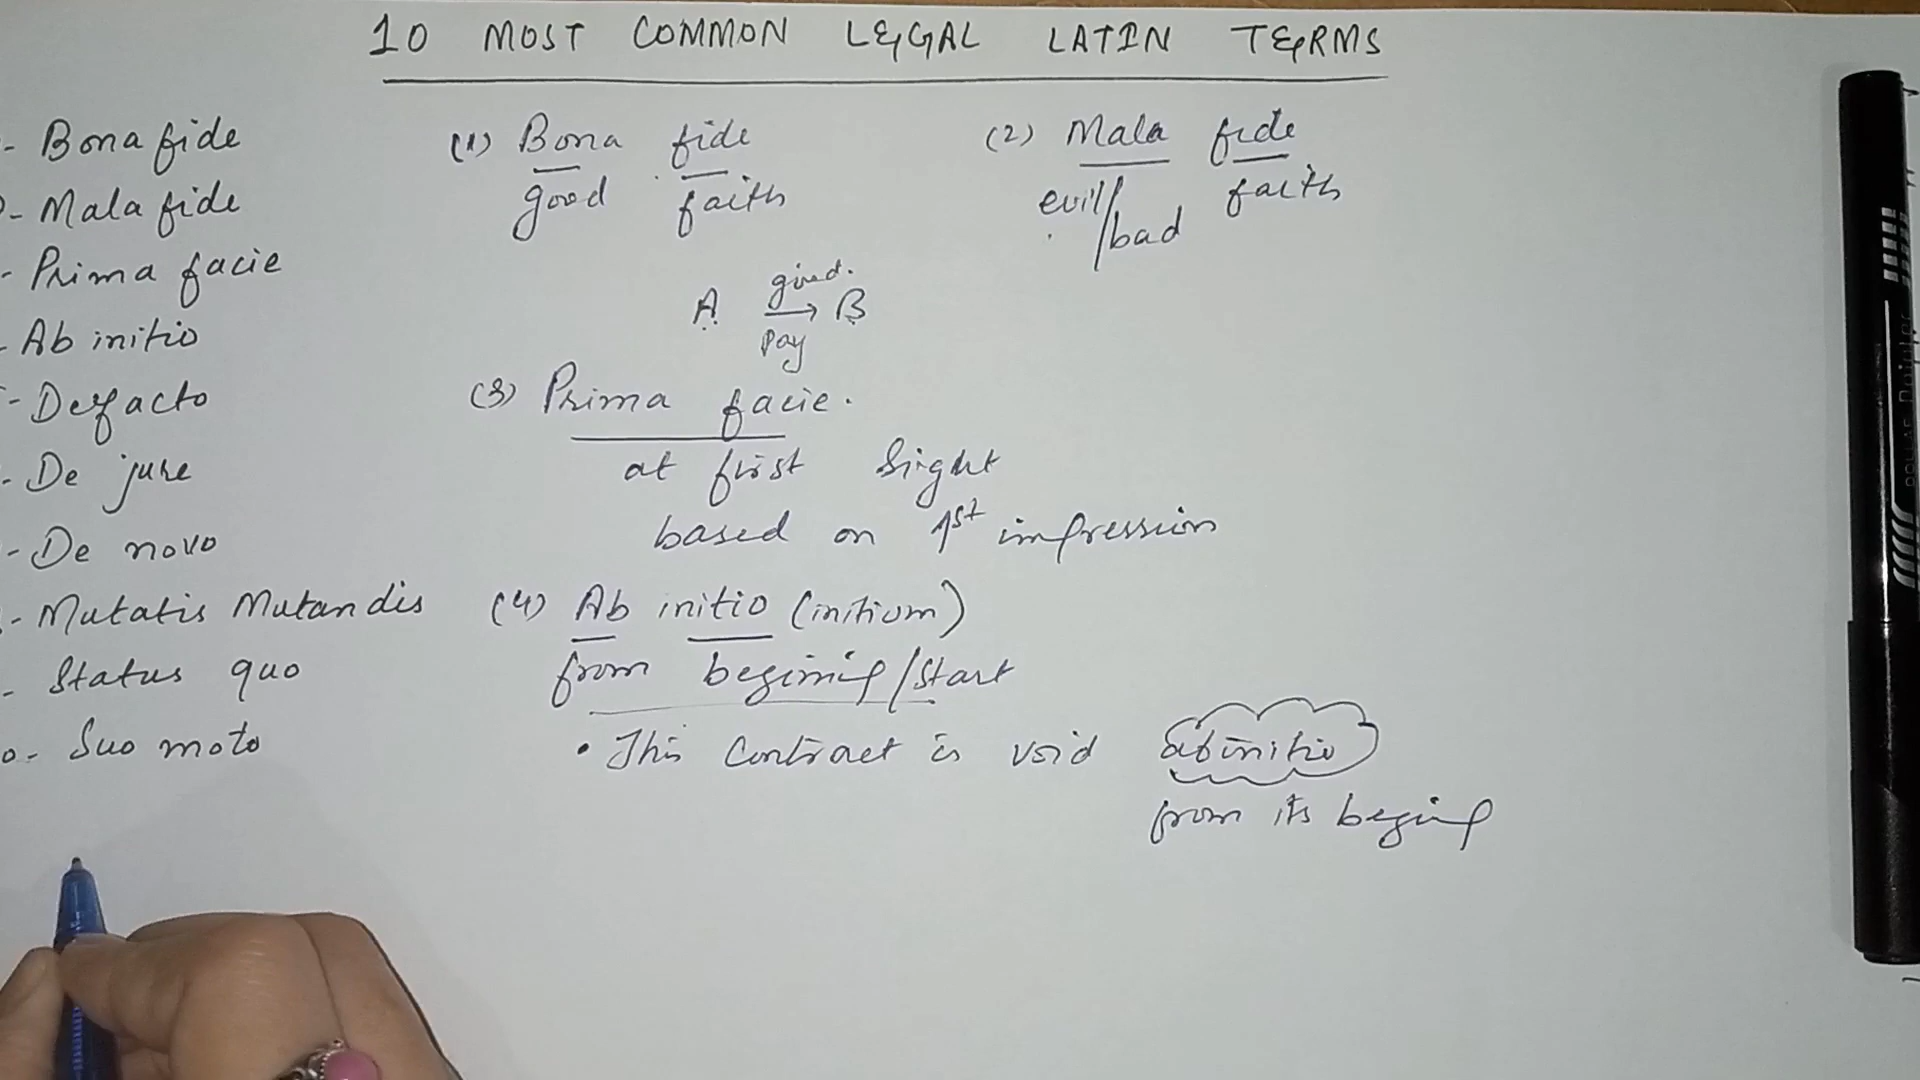 10 MOST COMMON LEGAL LATIN TERMS
- Bona fide
- Mala fide
- Prima facie
- Ab initio
- Defacto
- De jure
- De novo
- Mutatis Mutandis
- Status quo
0- Suo moto
(1) Bona fide
good faith
(2) Mala fide
evil/
/bad faith
A → B
Pay
(3) Prima facie.
at first sight
based on 1st impression
(4) Ab initio (initium)
from begining/start
• This contract is void abinitio
from its begining